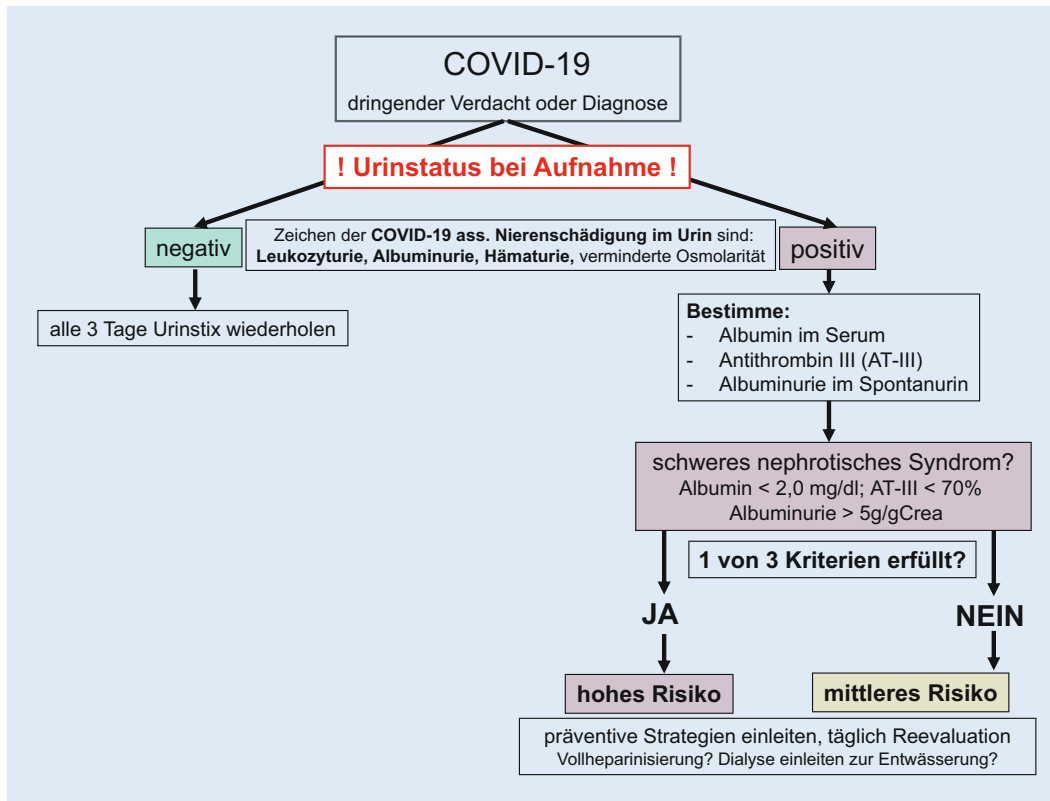 COVID-19
dringender Verdacht oder Diagnose
! Urinstatus bei Aufnahme !
negativ
Zeichen der COVID-19 ass. Nierenschädigung im Urin sind:
Leukozyturie, Albuminurie, Hämaturie, verminderte Osmolarität
positiv
alle 3 Tage Urinstix wiederholen
Bestimme:
- Albumin im Serum
- Antithrombin III (AT-III)
- Albuminurie im Spontanurin
schweres nephrotisches Syndrom?
Albumin < 2,0 mg/dl; AT-III < 70%
Albuminurie > 5g/gCrea
1 von 3 Kriterien erfüllt?
JA
NEIN
hohes Risiko
mittleres Risiko
präventive Strategien einleiten, täglich Reevaluation
Vollheparinisierung? Dialyse einleiten zur Entwässerung?